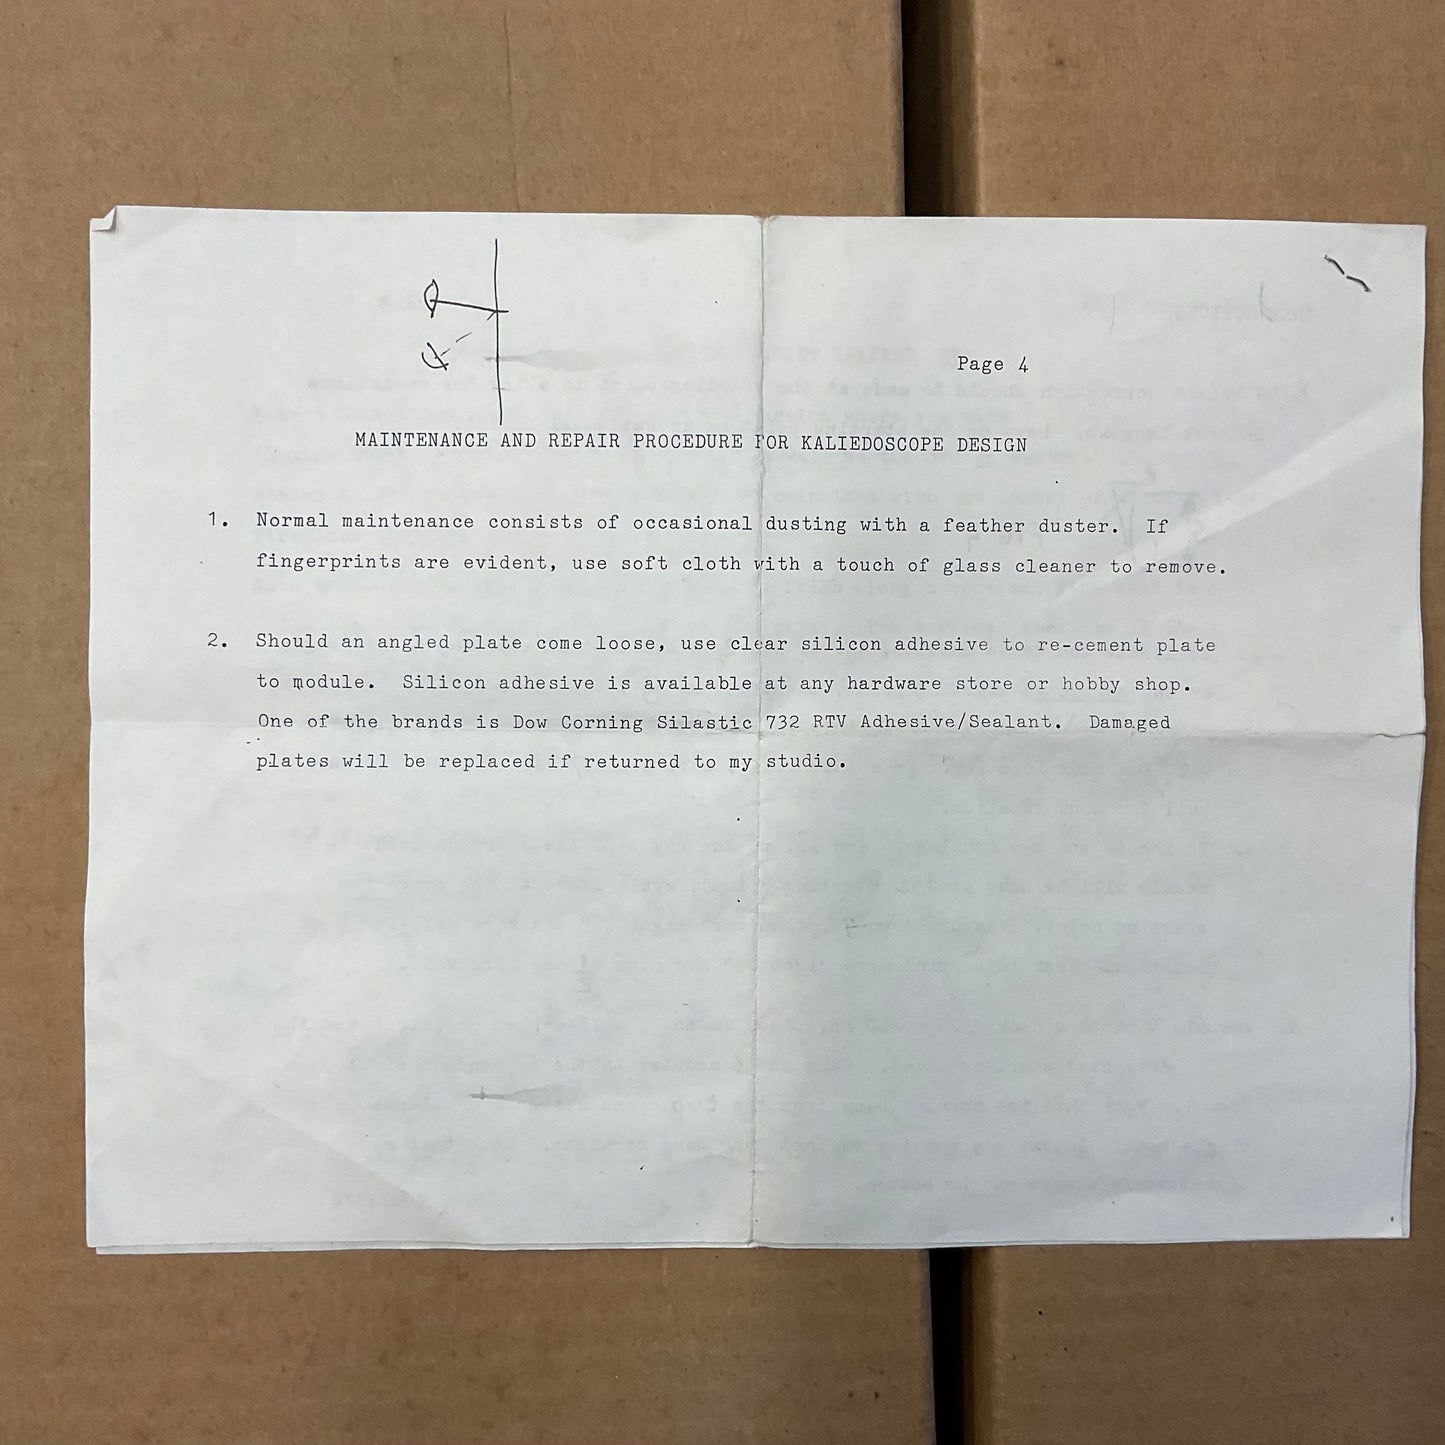 Page 4
MAINTENANCE AND REPAIR PROCEDURE FOR KALIEDOSCOPE DESIGN
1. Normal maintenance consists of occasional dusting with a feather duster. If
fingerprints are evident, use soft cloth with a touch of glass cleaner to remove.
2. Should an angled plate come loose, use clear silicon adhesive to re-cement plate
to module. Silicon adhesive is available at any hardware store or hobby shop.
One of the brands is Dow Corning Silastic 732 RTV Adhesive/Sealant. Damaged
plates will be replaced if returned to my studio.